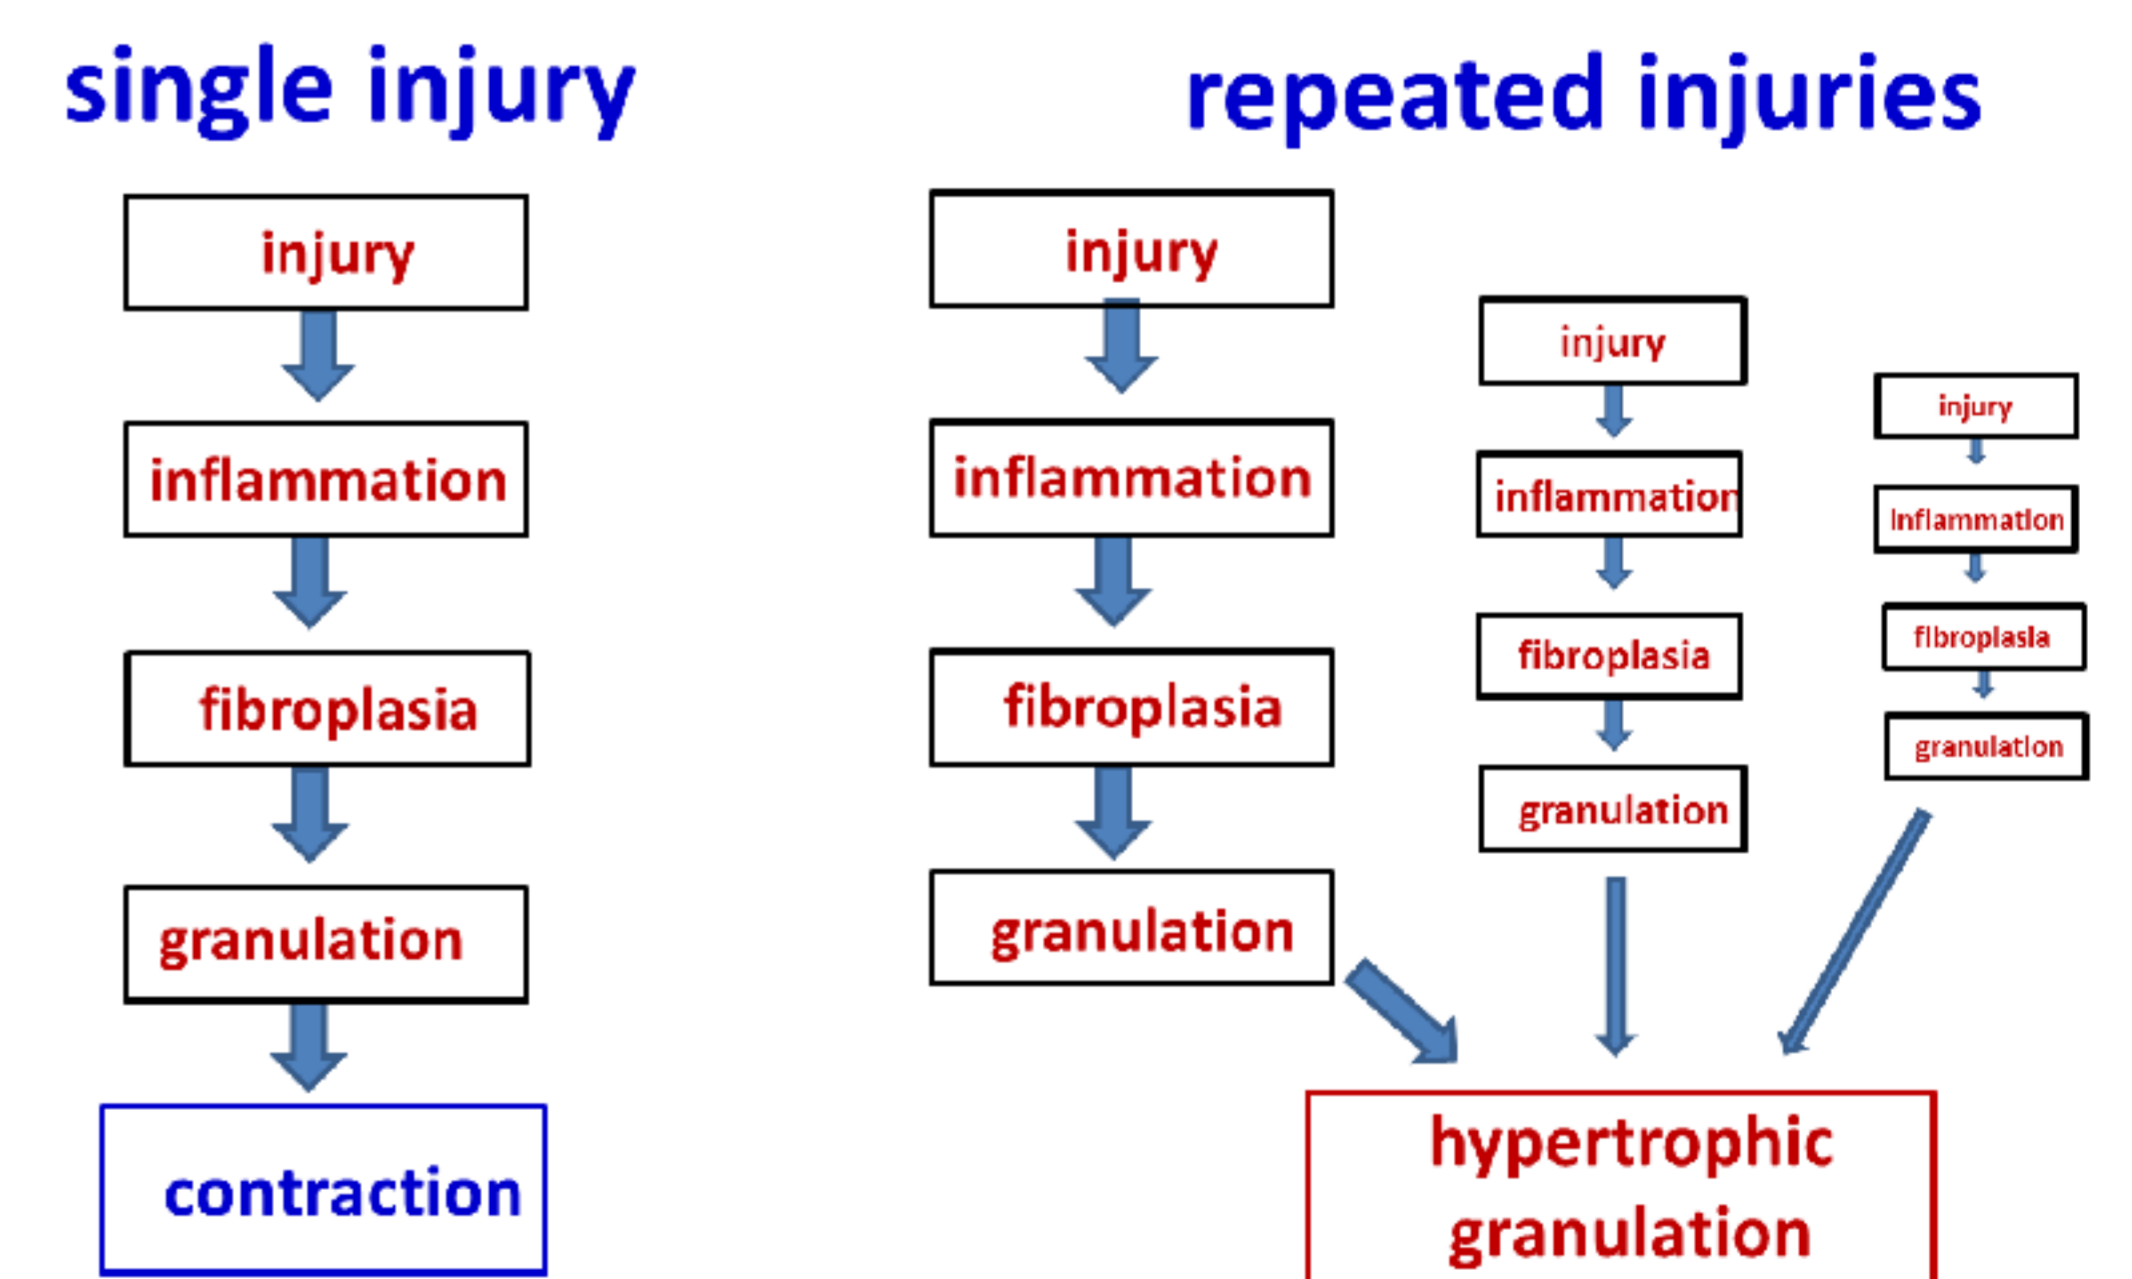 single injury
injury
inflammation
fibroplasia
granulation
contraction
repeated injuries
injury
inflammation
fibroplasia
granulation
injury
inflammation
fibroplasia
granulation
injury
inflammation
fibroplasia
granulation
hypertrophic
granulation